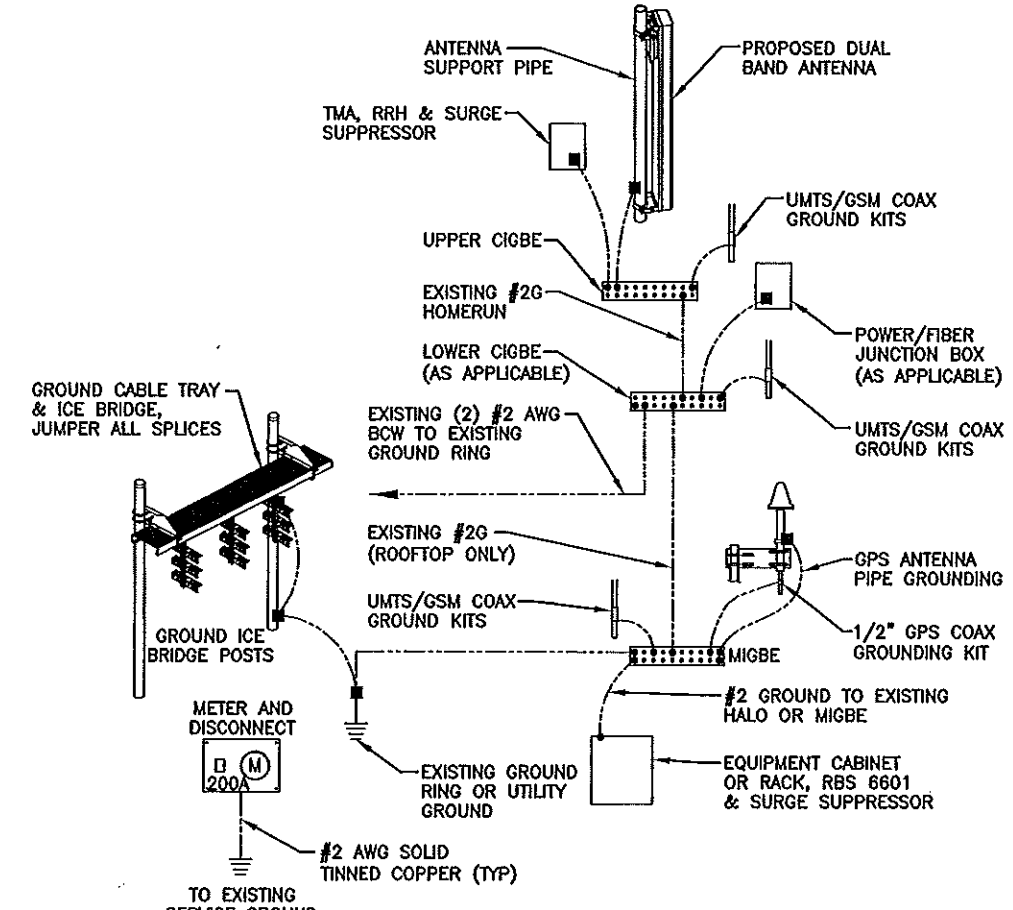 ANTENNA
SUPPORT PIPE
PROPOSED DUAL
BAND ANTENNA
TMA, RRH & SURGE
SUPPRESSOR
UMTS/GSM COAX
GROUND KITS
UPPER CIGBE
EXISTING #2G
HOMERUN
POWER/FIBER
JUNCTION BOX
(AS APPLICABLE)
LOWER CIGBE
(AS APPLICABLE)
GROUND CABLE TRAY
& ICE BRIDGE,
JUMPER ALL SPLICES
EXISTING (2) #2 AWG
BCW TO EXISTING
GROUND RING
UMTS/GSM COAX
GROUND KITS
EXISTING #2G
(ROOFTOP ONLY)
GPS ANTENNA
PIPE GROUNDING
UMTS/GSM COAX
GROUND KITS
1/2" GPS COAX
GROUNDING KIT
GROUND ICE
BRIDGE POSTS
MIGBE
#2 GROUND TO EXISTING
HALO OR MIGBE
METER AND
DISCONNECT
M
200A
EXISTING GROUND
RING OR UTILITY
GROUND
EQUIPMENT CABINET
OR RACK, RBS 6601
& SURGE SUPPRESSOR
#2 AWG SOLID
TINNED COPPER (TYP)
TO EXISTING
SERVICE GROUND